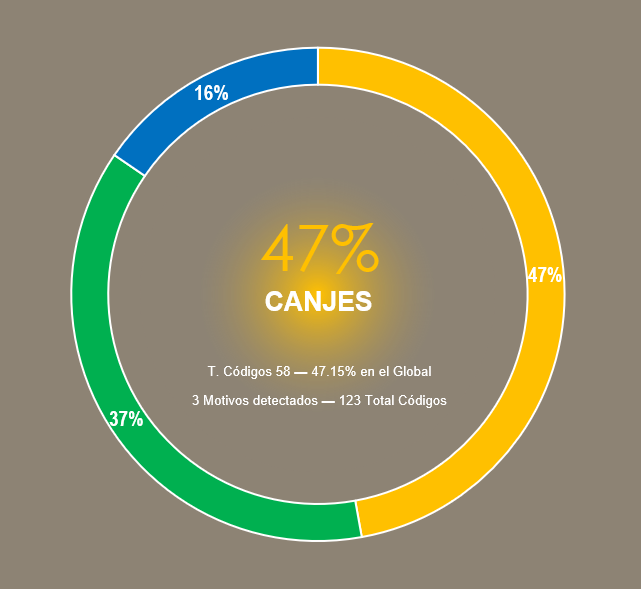 16%
47%
CANJES
47%
T. Códigos 58 — 47.15% en el Global
3 Motivos detectados — 123 Total Códigos
37%